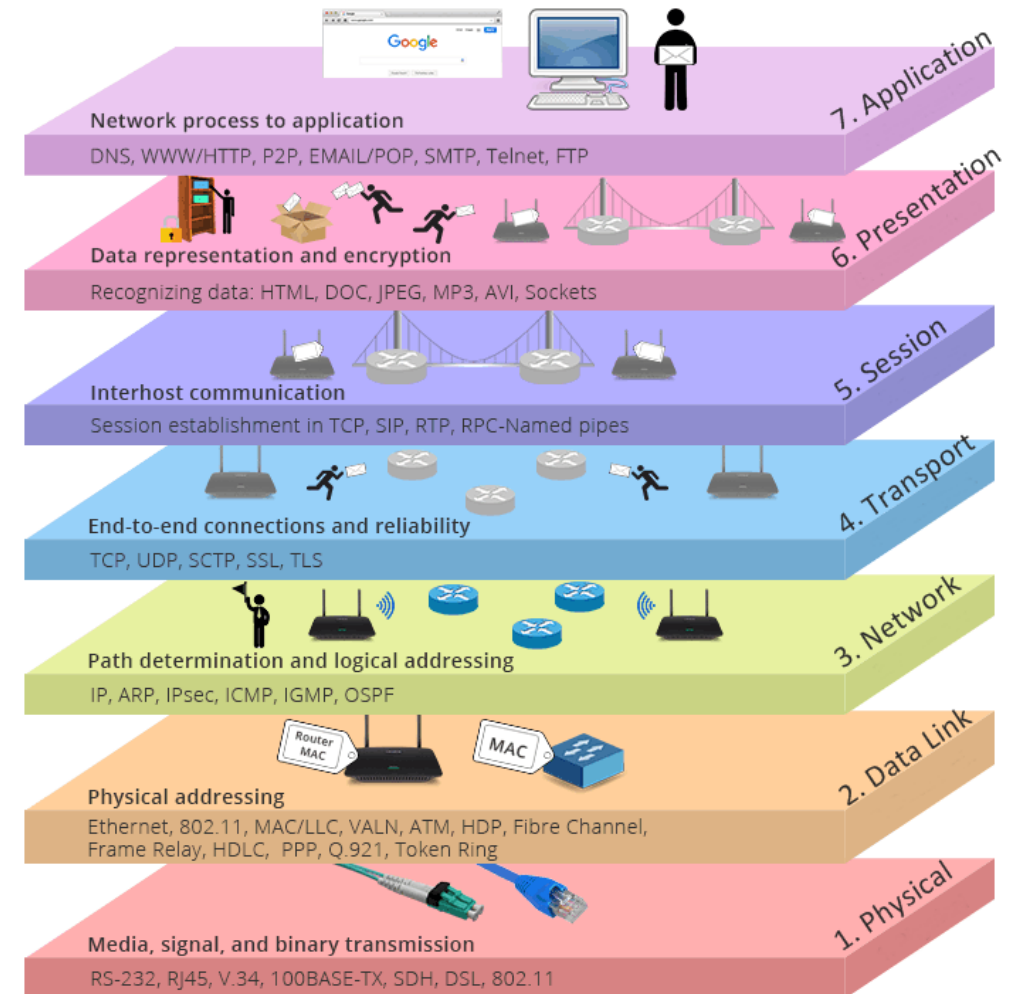 Google
7. Application
Network process to application
DNS, WWW/HTTP, P2P, EMAIL/POP, SMTP, Telnet, FTP
6. Presentation
Data representation and encryption
Recognizing data: HTML, DOC, JPEG, MP3, AVI, Sockets
5. Session
Interhost communication
Session establishment in TCP, SIP, RTP, RPC-Named pipes
4. Transport
End-to-end connections and reliability
TCP, UDP, SCTP, SSL, TLS
3. Network
Path determination and logical addressing
IP, ARP, IPsec, ICMP, IGMP, OSPF
Router
MAC
MAC
2. Data Link
Physical addressing
Ethernet, 802.11, MAC/LLC, VALN, ATM, HDP, Fibre Channel,
Frame Relay, HDLC, PPP, Q.921, Token Ring
1. Physical
Media, signal, and binary transmission
RS-232, RJ45, V.34, 100BASE-TX, SDH, DSL, 802.11